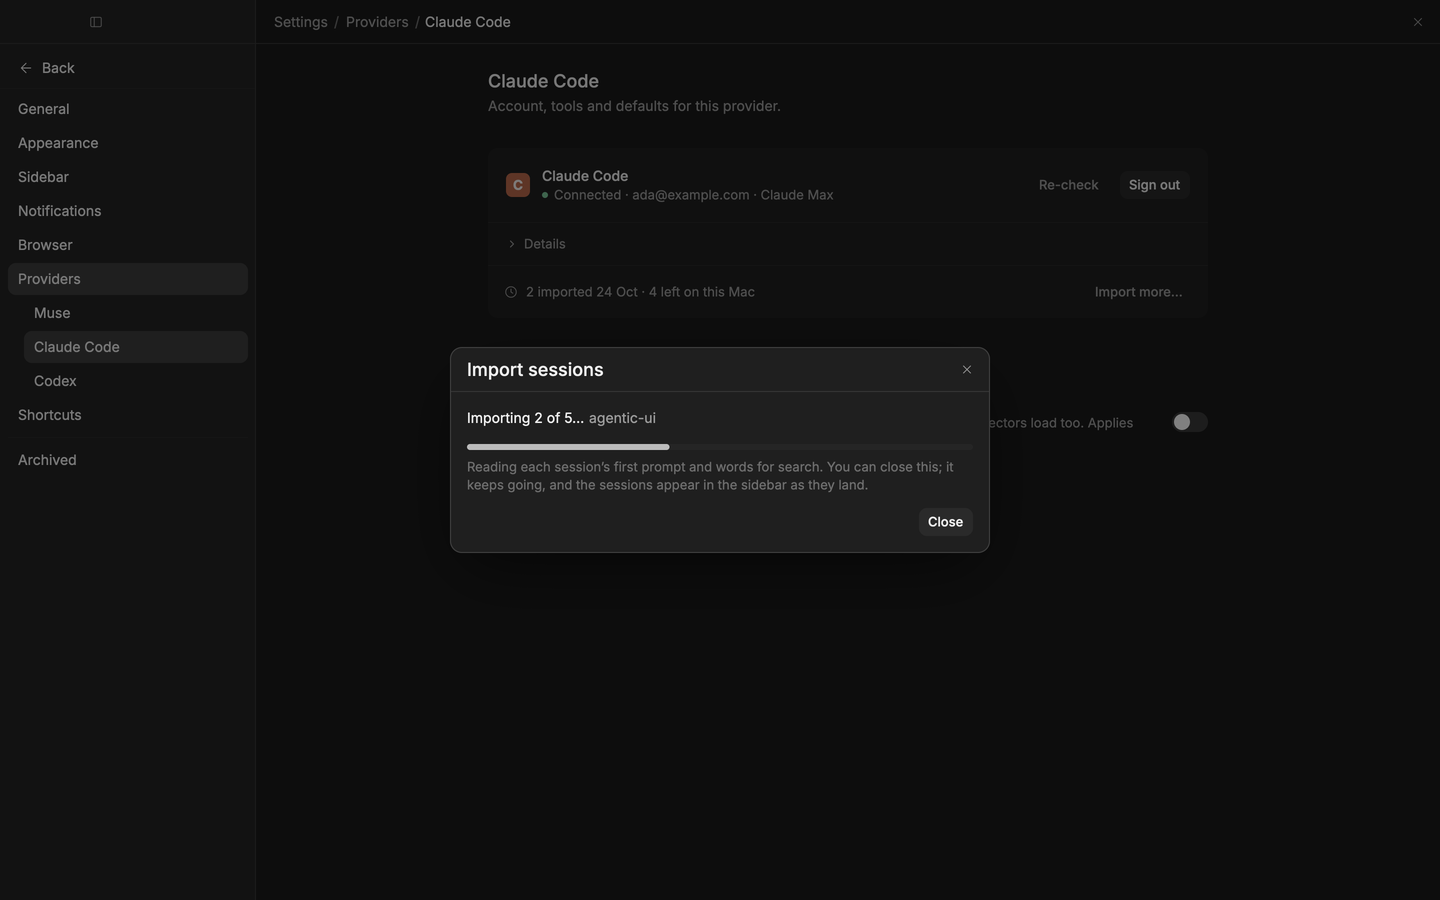 Settings / Providers / Claude Code
Back
General
Appearance
Sidebar
Notifications
Browser
Providers
Muse
Claude Code
Codex
Shortcuts
Archived
Claude Code
Account, tools and defaults for this provider.
C
Claude Code
Connected · ada@example.com · Claude Max
Re-check
Sign out
Details
2 imported 24 Oct · 4 left on this Mac
Import more...
ectors load too. Applies
Import sessions
Importing 2 of 5... agentic-ui
Reading each session's first prompt and words for search. You can close this; it
keeps going, and the sessions appear in the sidebar as they land.
Close